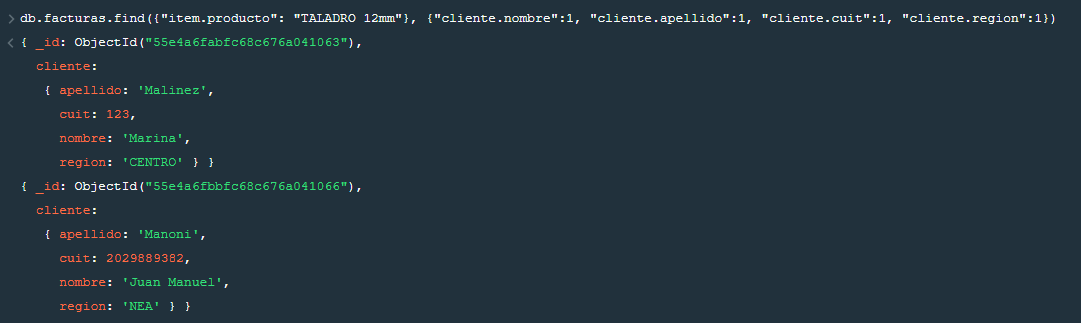 > db.facturas.find({"item.producto": "TALADRO 12mm"}, {"cliente.nombre":1, "cliente.apellido":1, "cliente.cuit":1, "cliente.region":1})
< { _id: ObjectId("55e4a6fabfc68c676a041063"),
cliente:
{ apellido: 'Malinez',
cuit: 123,
nombre: 'Marina',
region: 'CENTRO' } }
{ _id: ObjectId("55e4a6fbbfc68c676a041066"),
cliente:
{ apellido: 'Manoni',
cuit: 2029889382,
nombre: 'Juan Manuel',
region: 'NEA' } }